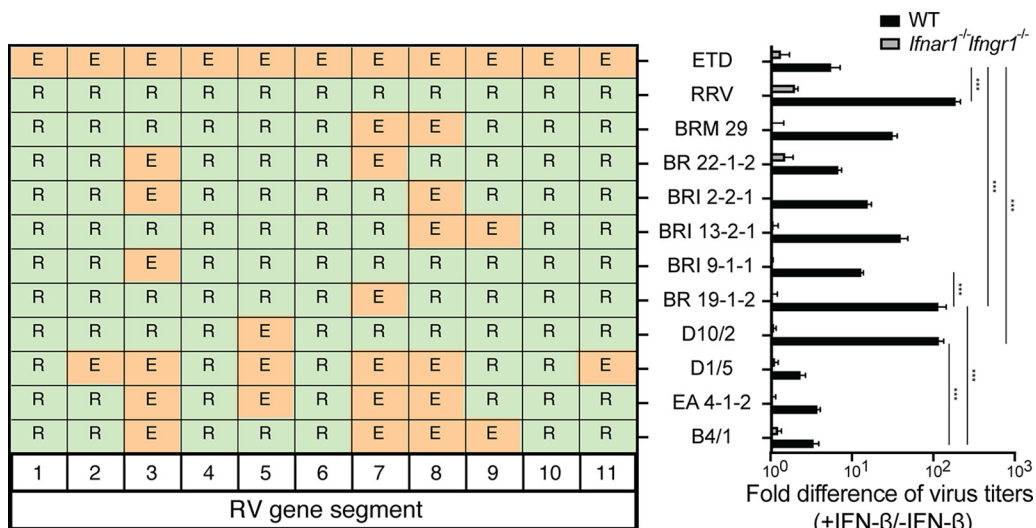 WT
Ifnar1-/-Ifngr1-/-
E E E E E E E E E E E ETD
R R R R R R R R R R R RRV
R R R R R R E E R R R BRM 29
R R E R R R E R R R R BR 22-1-2
R R E R R R R E R R R BRI 2-2-1
R R R R R R R E E R R BRI 13-2-1
R R E R R R R R R R R BRI 9-1-1
R R R R R R E R R R R BR 19-1-2
R R R R E R R R R R R D10/2
R E E R E R E E R R E D1/5
R R E R E R E E R R R EA 4-1-2
R R E R R R E E E R R B4/1
1 2 3 4 5 6 7 8 9 10 11
RV gene segment
*** *** *** *** *** ***
10^0 10^1 10^2 10^3
Fold difference of virus titers
(+IFN-β/-IFN-β)